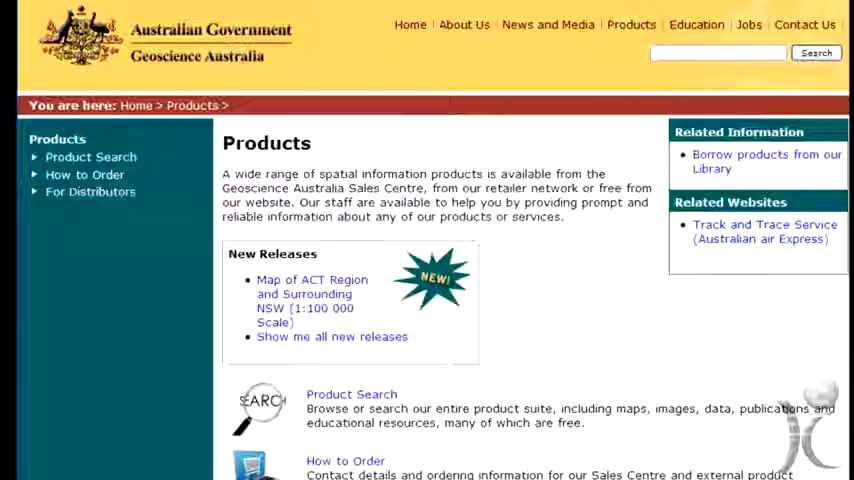 Australian Government
Geoscience Australia
Home About Us News and Media Products Education Jobs Contact Us
Search
You are here: Home > Products >
Products
Product Search
How to Order
For Distributors
Products
A wide range of spatial information products is available from the
Geoscience Australia Sales Centre, from our retailer network or free from
our website. Our staff are available to help you by providing prompt and
reliable information about any of our products or services.
New Releases
NEW!
Map of ACT Region
and Surrounding
NSW (1:100 000
Scale)
Show me all new releases
SEARCH
Product Search
Browse or search our entire product suite, including maps, images, data, publications and
educational resources, many of which are free.
How to Order
Contact details and ordering information for our Sales Centre and external product
Related Information
Borrow products from our
Library
Related Websites
Track and Trace Service
(Australian air Express)